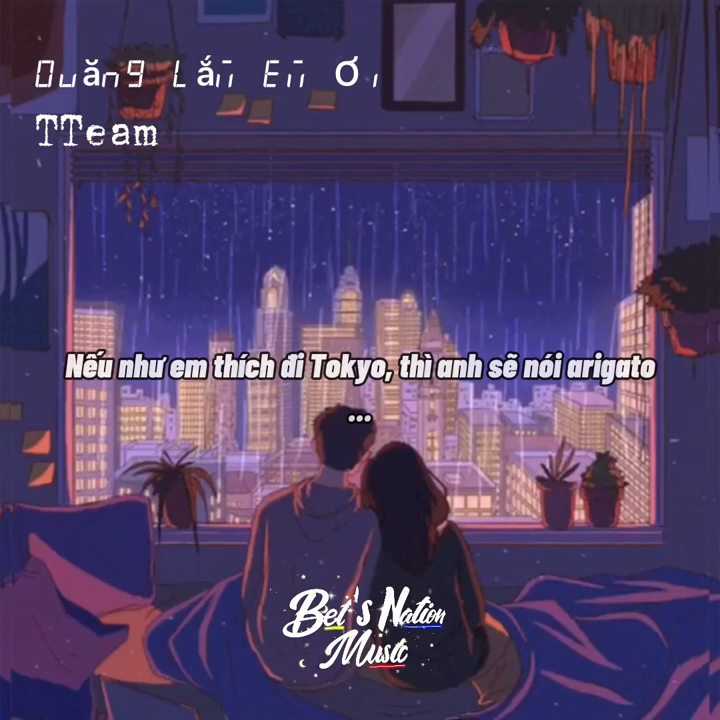 Quăng Lắm Em Ơi
TTeam
Nếu như em thích đi Tokyo, thì anh sẽ nói arigato
...
Bet's Nation
Music